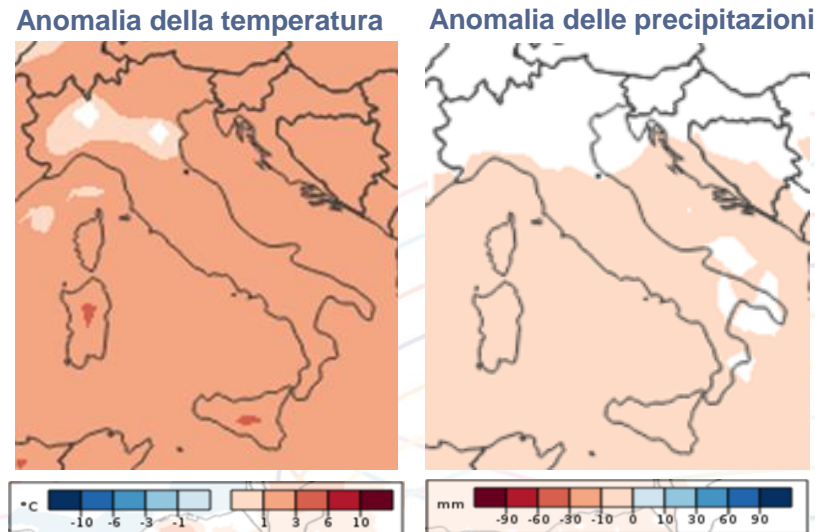 Anomalia della temperatura
Anomalia delle precipitazioni
°C
-10 -6 -3 -1 1 3 6 10
mm
-90 -60 -30 -10 0 10 30 60 90